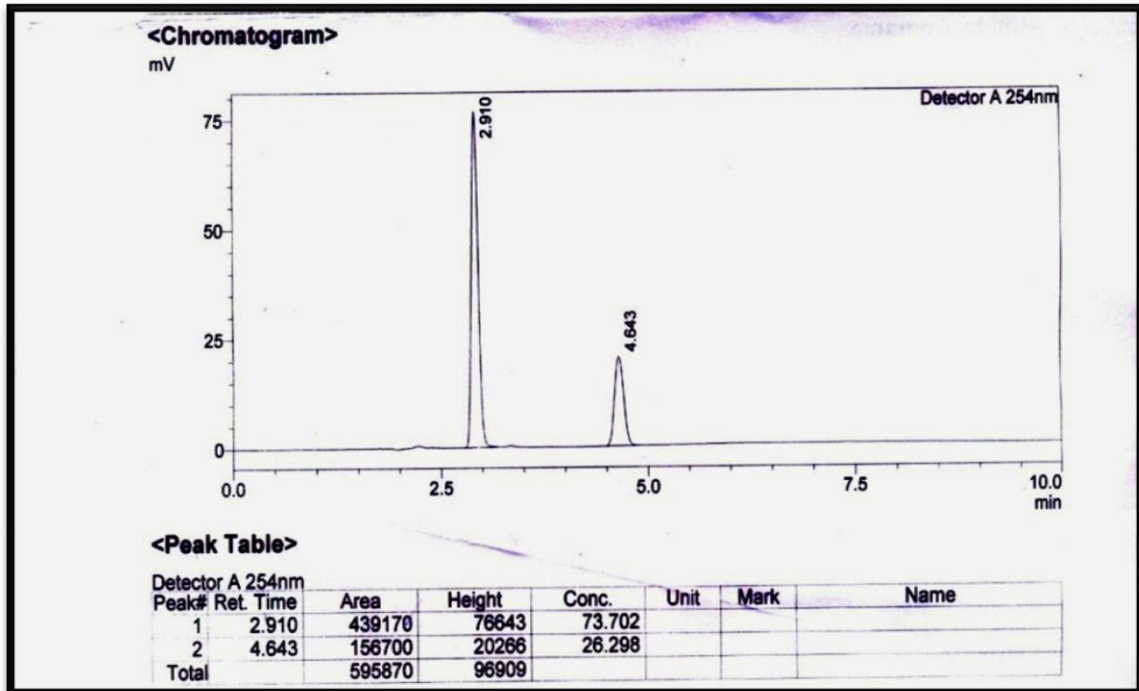 <Chromatogram>
mV
Detector A 254nm
75
2.910
50
25
4.643
0
0.0 2.5 5.0 7.5 10.0
min
<Peak Table>
Detector A 254nm
Peak# Ret. Time Area Height Conc. Unit Mark Name
1 2.910 439170 76643 73.702
2 4.643 156700 20266 26.298
Total 595870 96909